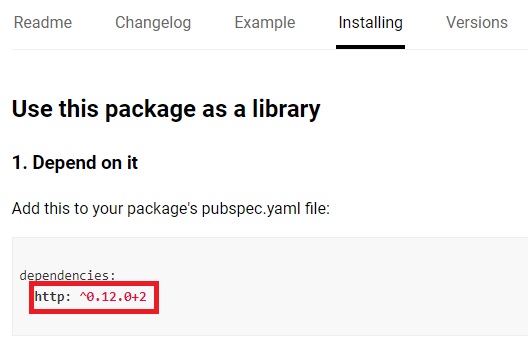 Readme Changelog Example Installing Versions
Use this package as a library
1. Depend on it
Add this to your package's pubspec.yaml file:
dependencies:
http: ^0.12.0+2